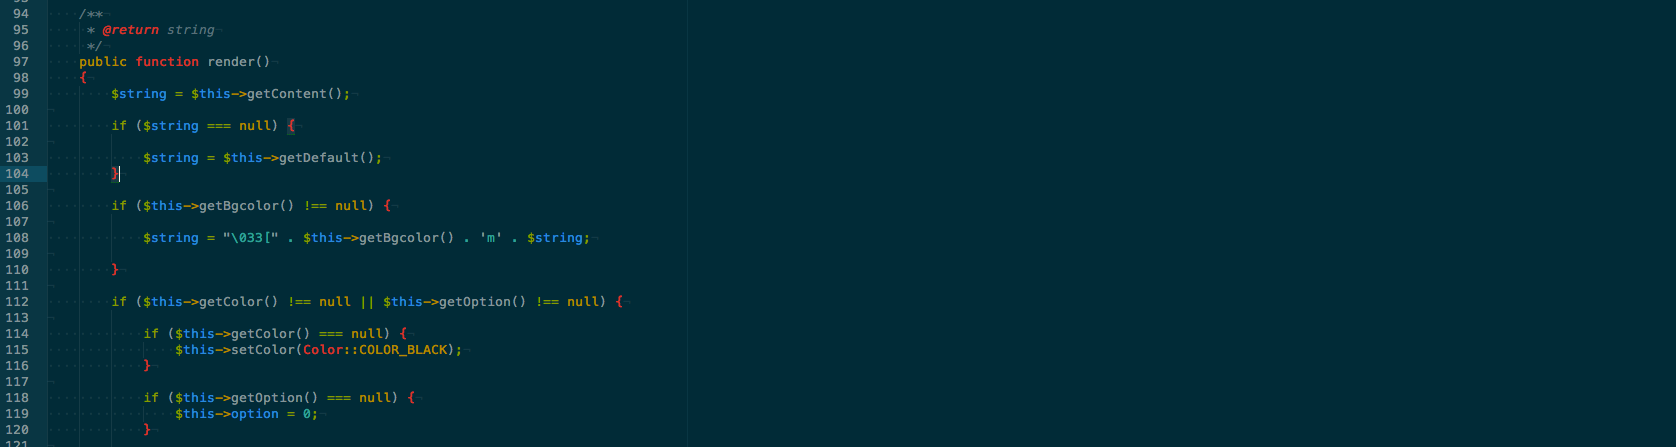 94 /**
95 * @return string
96 */
97 public function render()
98 {
99 $string = $this->getContent();
100
101 if ($string === null) {
102
103 $string = $this->getDefault();
104 }
105
106 if ($this->getBgcolor() !== null) {
107
108 $string = "\033[" . $this->getBgcolor() . 'm' . $string;
109
110 }
111
112 if ($this->getColor() !== null || $this->getOption() !== null) {
113
114 if ($this->getColor() === null) {
115 $this->setColor(Color::COLOR_BLACK);
116 }
117
118 if ($this->getOption() === null) {
119 $this->option = 0;
120 }
121